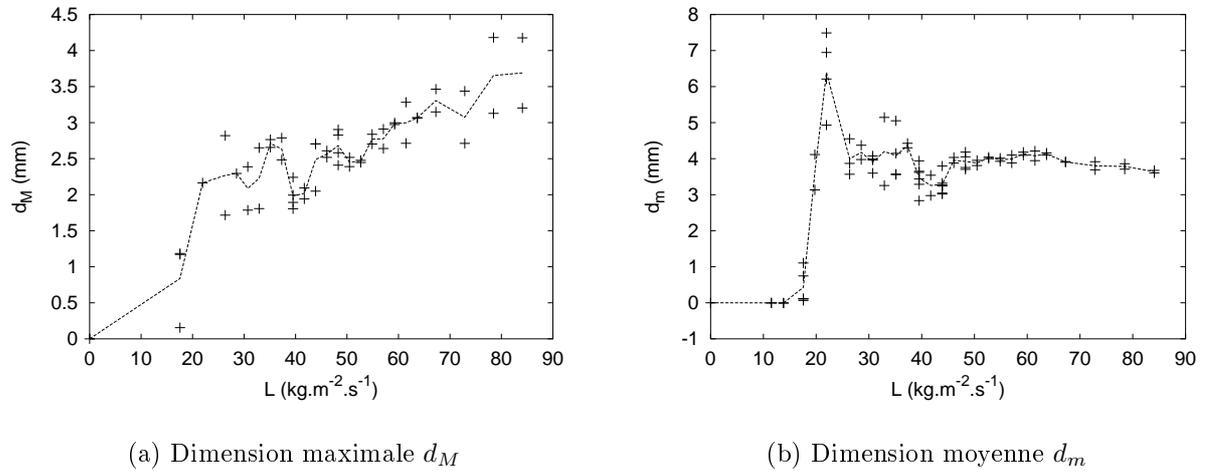 4.5
4
3.5
3
2.5
2
1.5
1
0.5
0
d_M (mm)
0 10 20 30 40 50 60 70 80 90
L (kg.m^-2.s^-1)
(a) Dimension maximale d_M
8
7
6
5
4
3
2
1
0
-1
d_m (mm)
0 10 20 30 40 50 60 70 80 90
L (kg.m^-2.s^-1)
(b) Dimension moyenne d_m